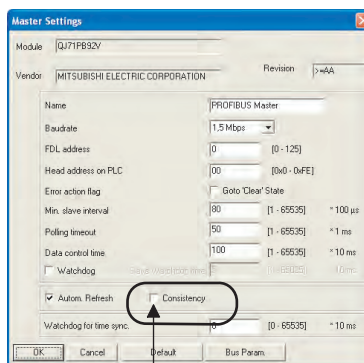 Master Settings
Module QJ71PB92V
Vendor MITSUBISHI ELECTRIC CORPORATION Revision >=AA
Name PROFIBUS Master
Baudrate 1,5 Mbps
FDL address 0 [0 - 125]
Head address on PLC 00 [0x0 - 0xFE]
Error action flag Goto 'Clear' State
Min. slave interval 80 [1 - 65535] * 100 µs
Polling timeout 50 [1 - 65535] * 1 ms
Data control time 100 [1 - 65535] * 10 ms
Watchdog
Autom. Refresh Consistency
Watchdog for time sync. 0 [0 - 65535] * 10 ms
OK Cancel Default Bus Param.